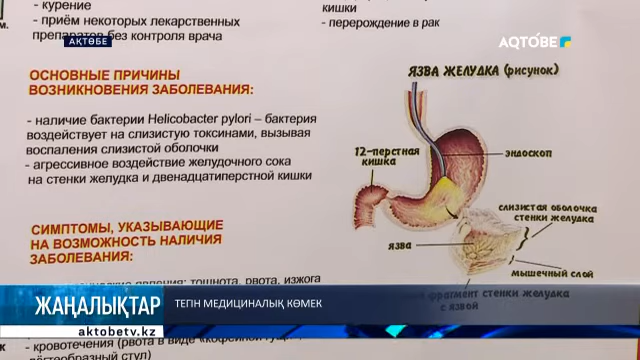 - курение
- приём некоторых лекарственных
препаратов без контроля врача
м.
кишки
- перерождение в рак
АҚТӨБЕ
AQTÓBE
ОСНОВНЫЕ ПРИЧИНЫ
ВОЗНИКНОВЕНИЯ ЗАБОЛЕВАНИЯ:
- наличие бактерии Helicobacter pylori – бактерия
воздействует на слизистую токсинами, вызывая
воспаления слизистой оболочки
- агрессивное воздействие желудочного сока
на стенки желудка и двенадцатиперстной кишки
СИМПТОМЫ, УКАЗЫВАЮЩИЕ
НА ВОЗМОЖНОСТЬ НАЛИЧИЯ
ЗАБОЛЕВАНИЯ:
явления: тошнота, рвота, изжога
ЯЗВА ЖЕЛУДКА (рисунок)
12-перстная
кишка
эндоскоп
слизистая оболочка
стенки желудка
язва
мышечный слой
фрагмент стенки желудка
с язвой
ЖАҢАЛЫҚТАР
ТЕГІН МЕДИЦИНАЛЫҚ КӨМЕК
aktobetv.kz
- кровотечения (рвота в виде «кофейной
стул)